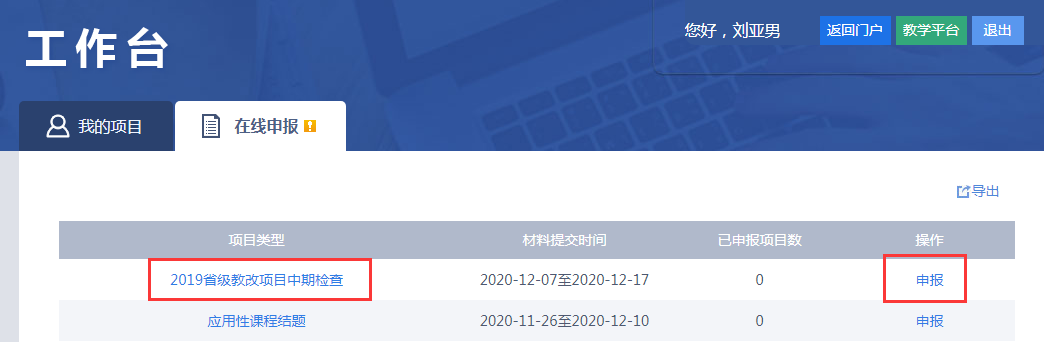 工作台
您好，刘亚男
返回门户
教学平台
退出
我的项目
在线申报
导出
项目类型 材料提交时间 已申报项目数 操作
2019省级教改项目中期检查 2020-12-07至2020-12-17 0 申报
应用性课程结题 2020-11-26至2020-12-10 0 申报